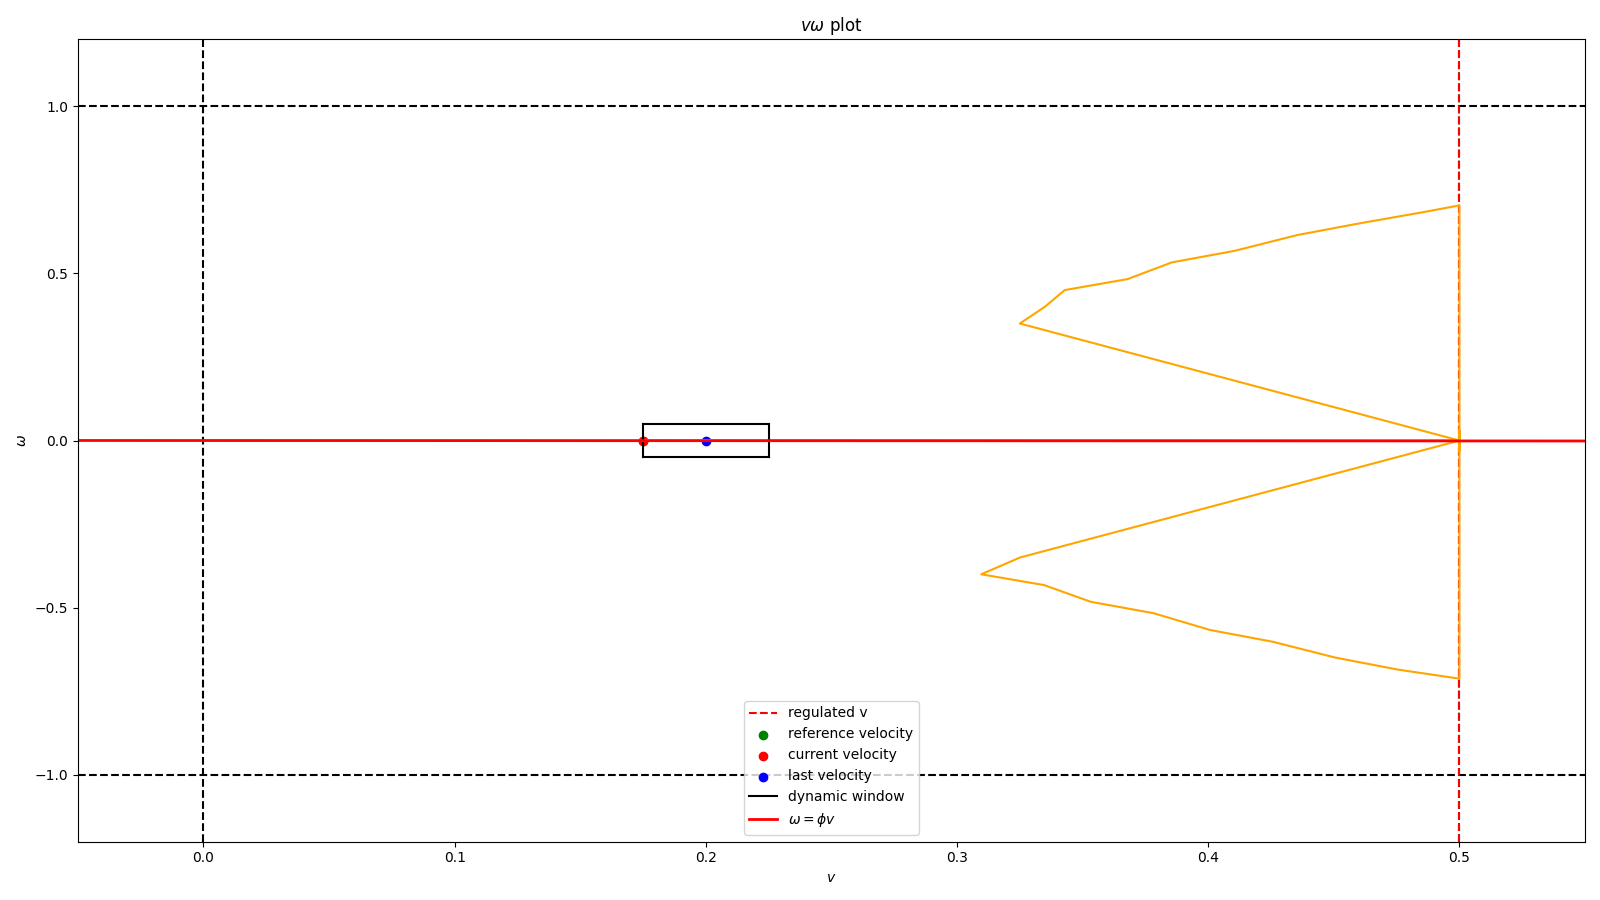 vω plot
1.0
0.5
0.0
−0.5
−1.0
ω
regulated v
reference velocity
current velocity
last velocity
dynamic window
ω = ϕv
0.0 0.1 0.2 0.3 0.4 0.5
v